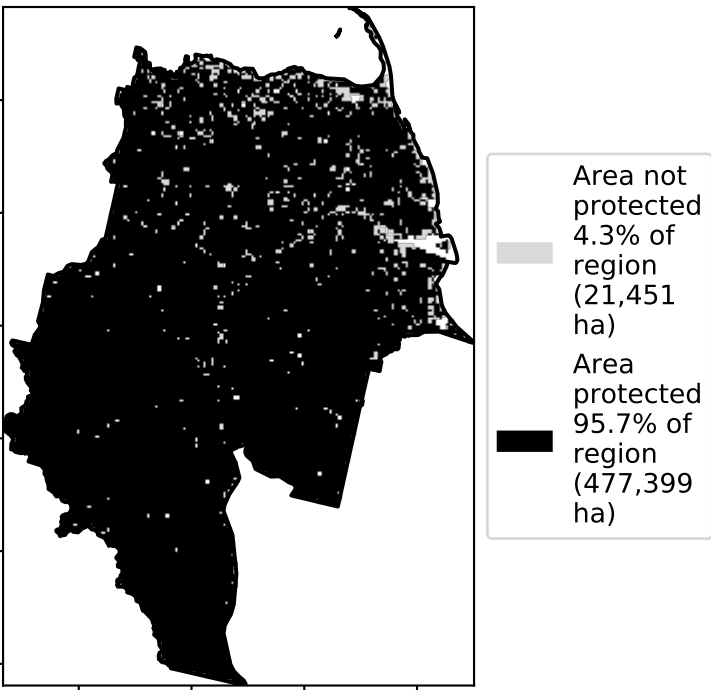 Area not
protected
4.3% of
region
(21,451
ha)
Area
protected
95.7% of
region
(477,399
ha)